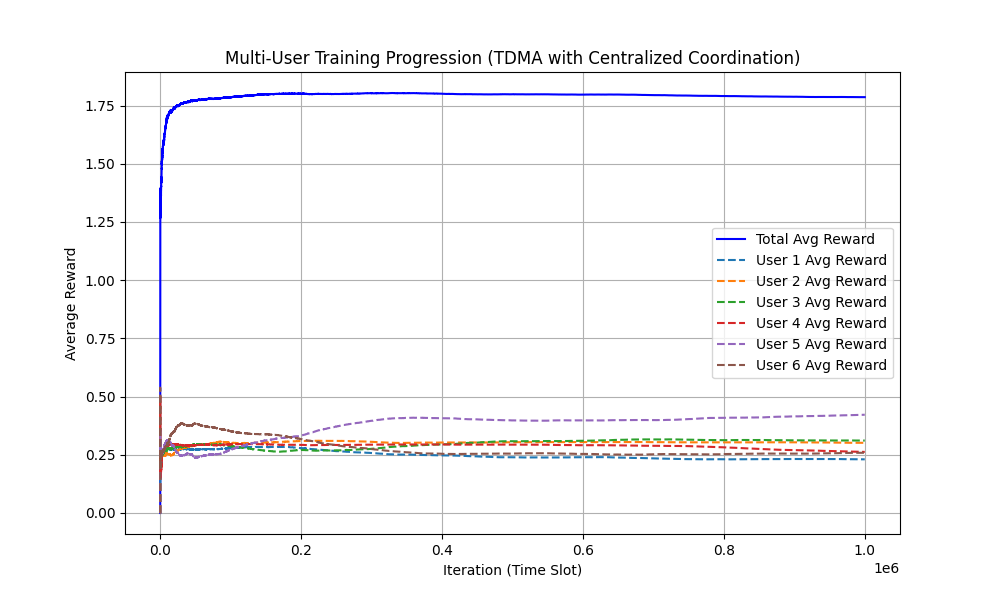 Multi-User Training Progression (TDMA with Centralized Coordination)
Average Reward
1.75
1.50
1.25
1.00
0.75
0.50
0.25
0.00
Total Avg Reward
User 1 Avg Reward
User 2 Avg Reward
User 3 Avg Reward
User 4 Avg Reward
User 5 Avg Reward
User 6 Avg Reward
0.0 0.2 0.4 0.6 0.8 1.0
1e6
Iteration (Time Slot)